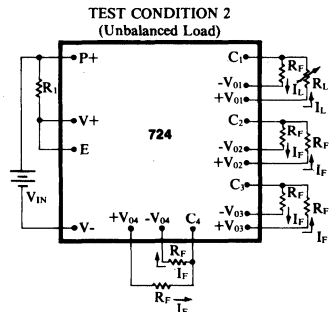 TEST CONDITION 2
(Unbalanced Load)
P+
R1
V+
E
VIN
V-
724
C1
RF
IL
RL
IL
-V01
+V01
C2
RF
RF
-V02
+V02
IF
IF
C3
RF
RF
-V03
+V03
IF
IF
+V04
-V04
C4
RF
IF
RF
IF